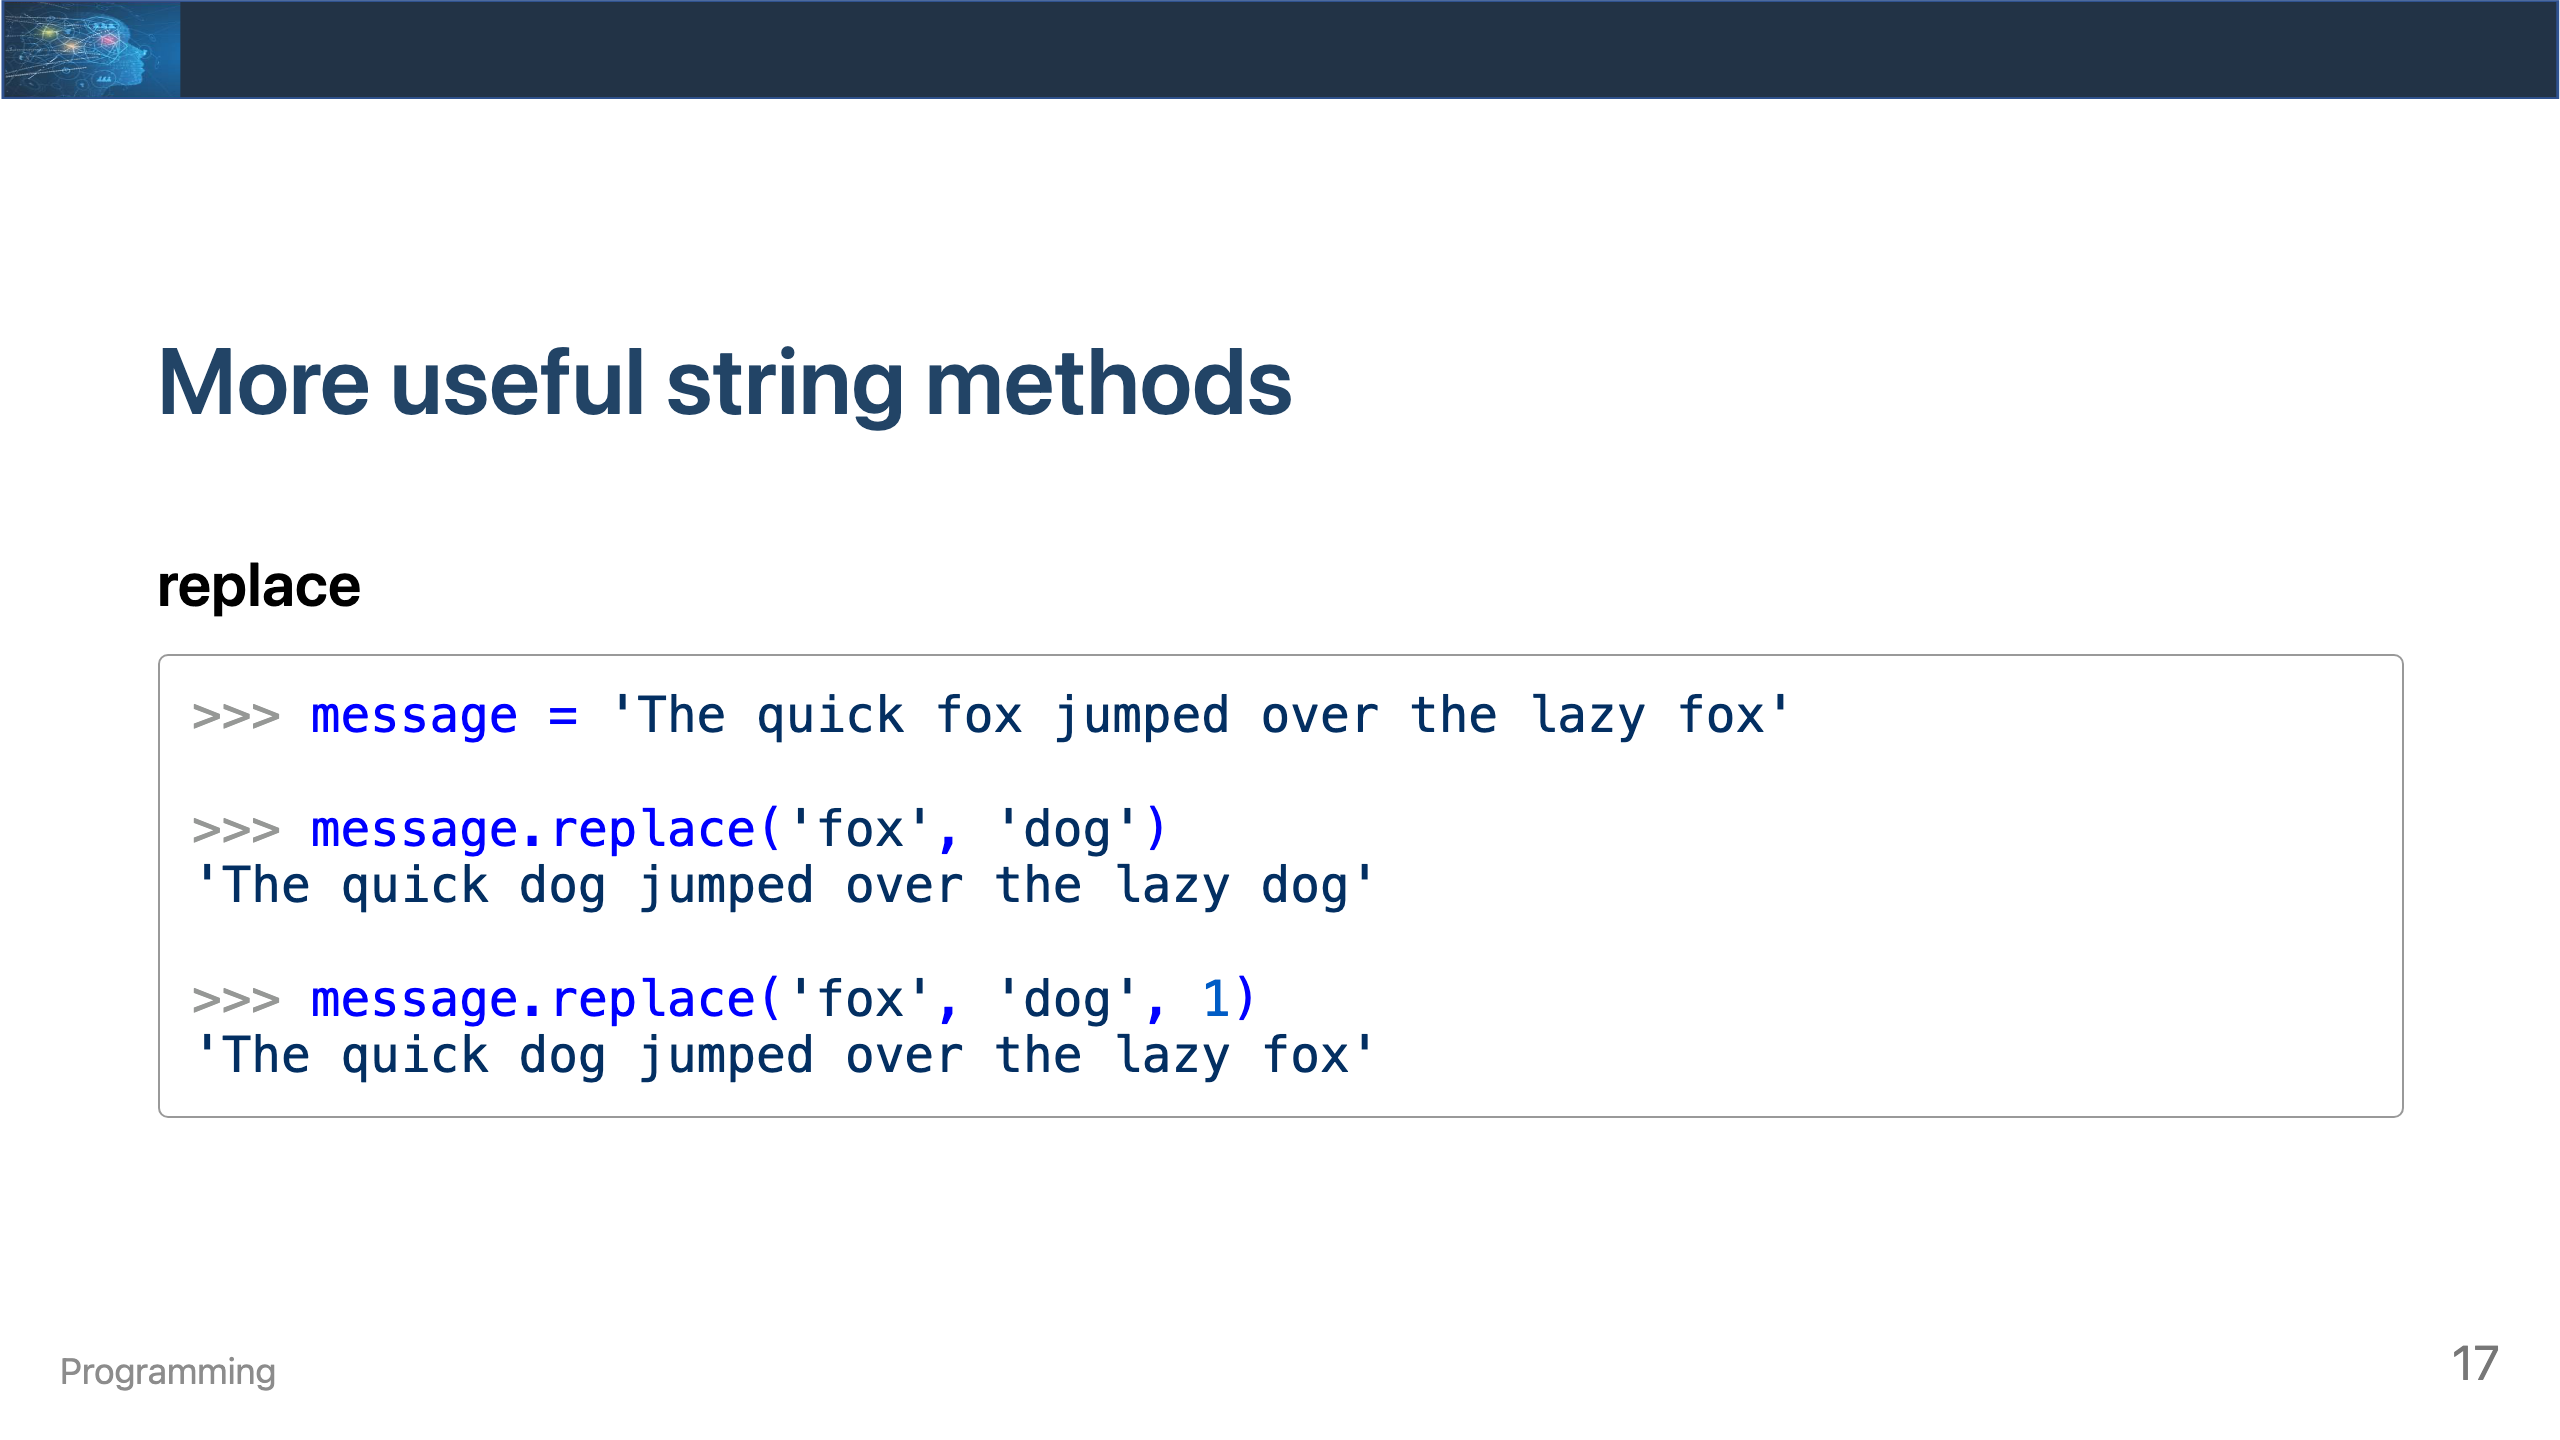 More useful string methods
replace
>>> message = 'The quick fox jumped over the lazy fox'
>>> message.replace('fox', 'dog')
'The quick dog jumped over the lazy dog'
>>> message.replace('fox', 'dog', 1)
'The quick dog jumped over the lazy fox'
Programming
17